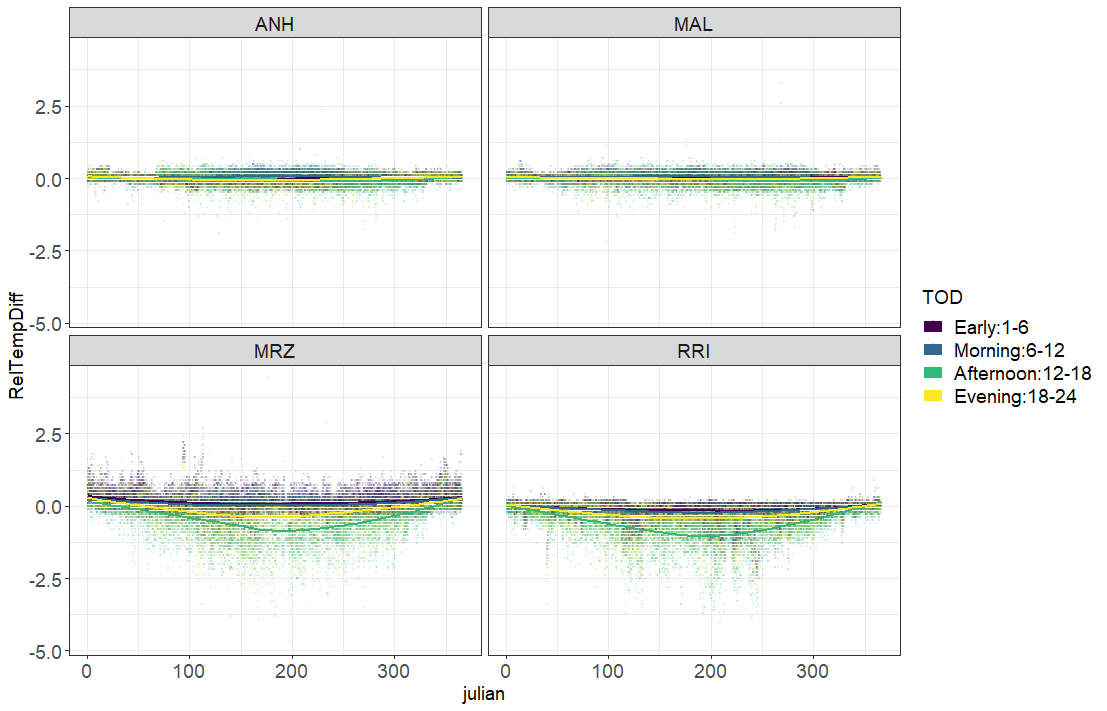 ANH MAL
2.5
0.0
-2.5
-5.0
MRZ RRI
2.5
0.0
-2.5
-5.0
0 100 200 300 0 100 200 300
julian
RelTempDiff
TOD
Early:1-6
Morning:6-12
Afternoon:12-18
Evening:18-24